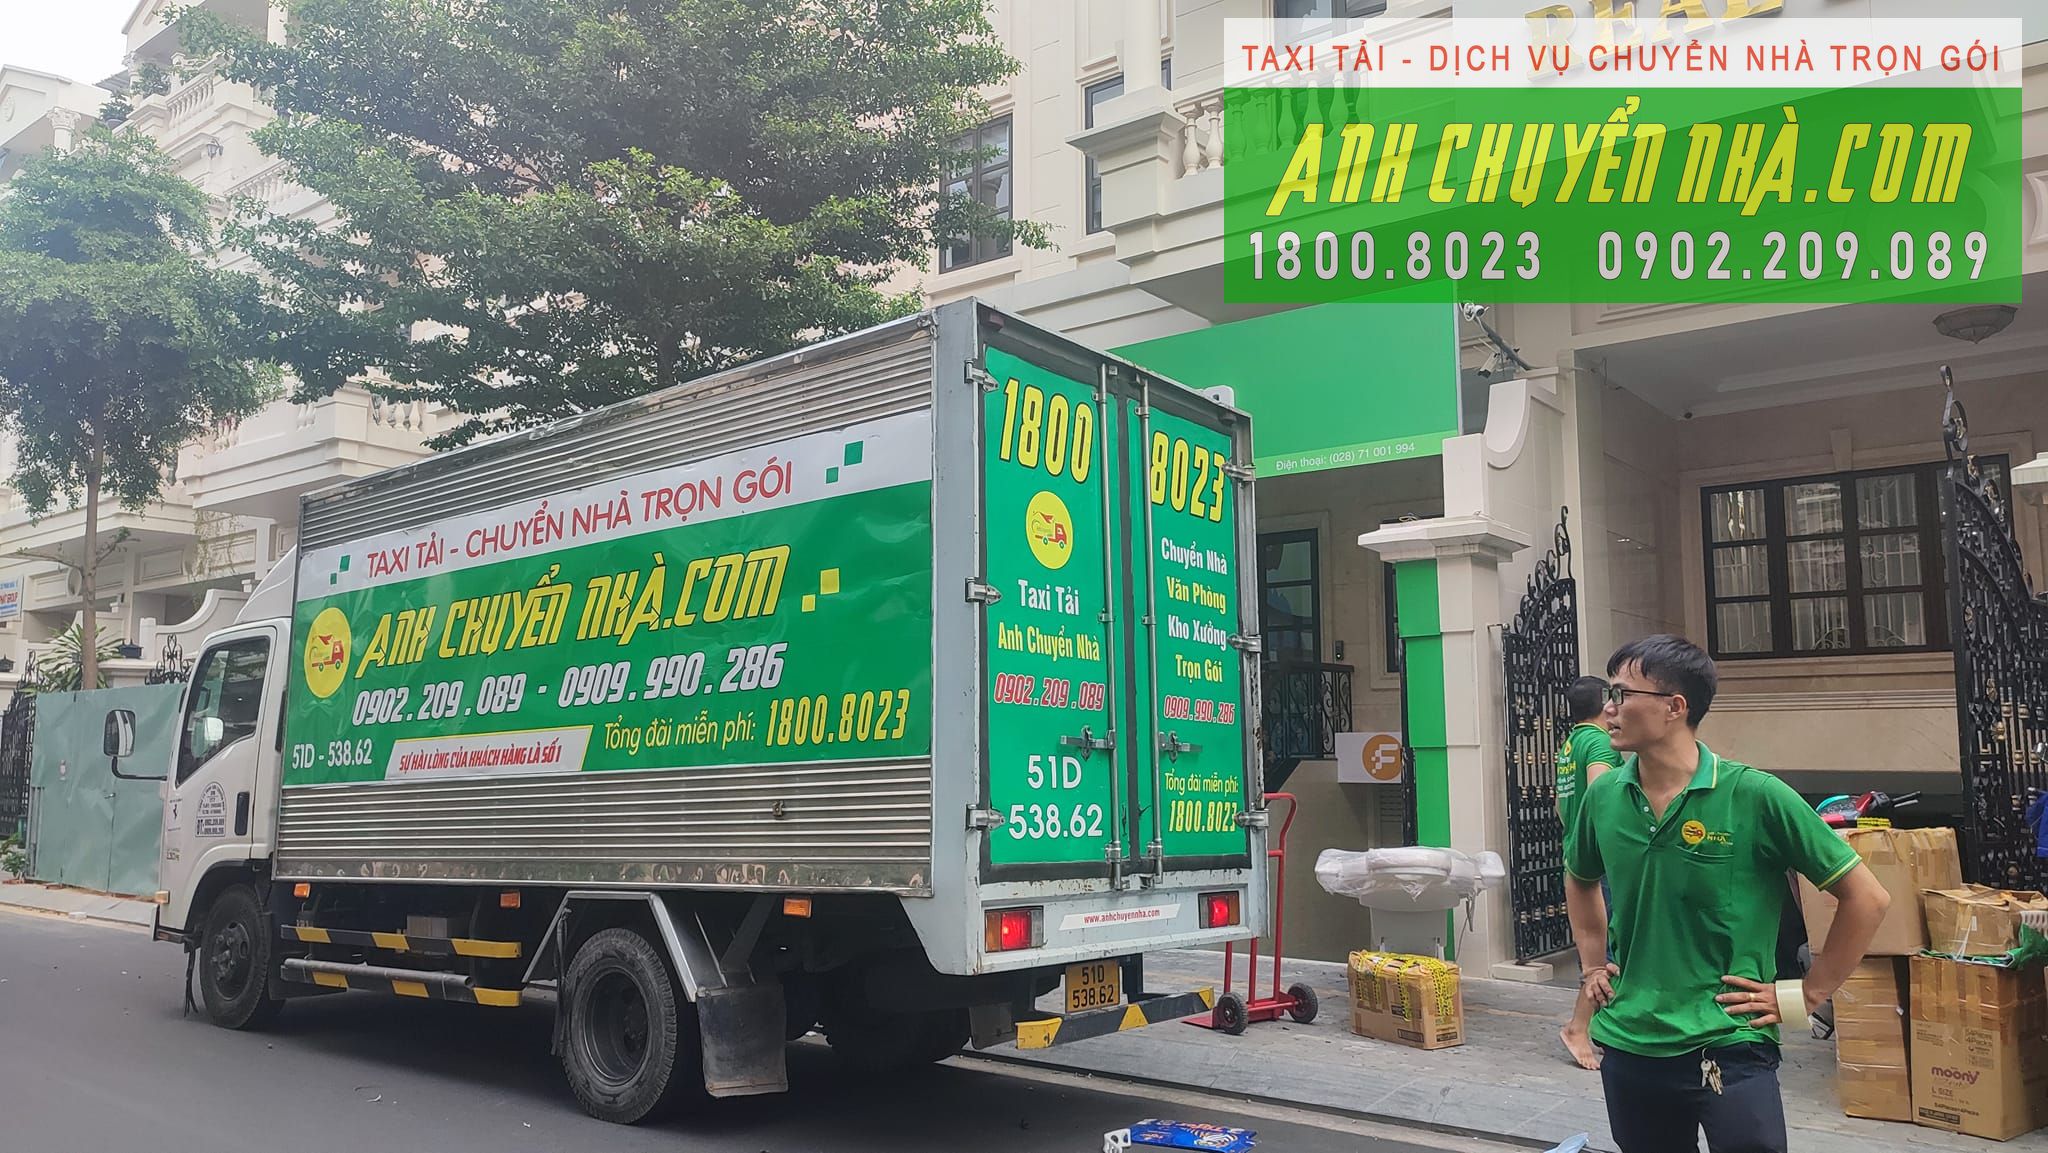 TAXI TẢI - DỊCH VỤ CHUYỂN NHÀ TRỌN GÓI
ANH CHUYỂN NHÀ.COM
1800.8023 0902.209.089
REAL
TAXI TẢI - CHUYỂN NHÀ TRỌN GÓI
ANH CHUYỂN NHÀ.COM
0902.209.089 - 0909.990.286
51D - 538.62
SỰ HÀI LÒNG CỦA KHÁCH HÀNG LÀ SỐ 1
Tổng đài miễn phí: 1800.8023
1800
Taxi Tải
Anh Chuyển Nhà
0902.209.089
51D
538.62
8023
Chuyển Nhà
Văn Phòng
Kho Xưởng
Trọn Gói
0909.990.286
Tổng đài miễn phí:
1800.8023
www.anhchuyennha.com
51D
538.62
Điện thoại: (028) 71 001 994
NHÀ
moony
L SIZE